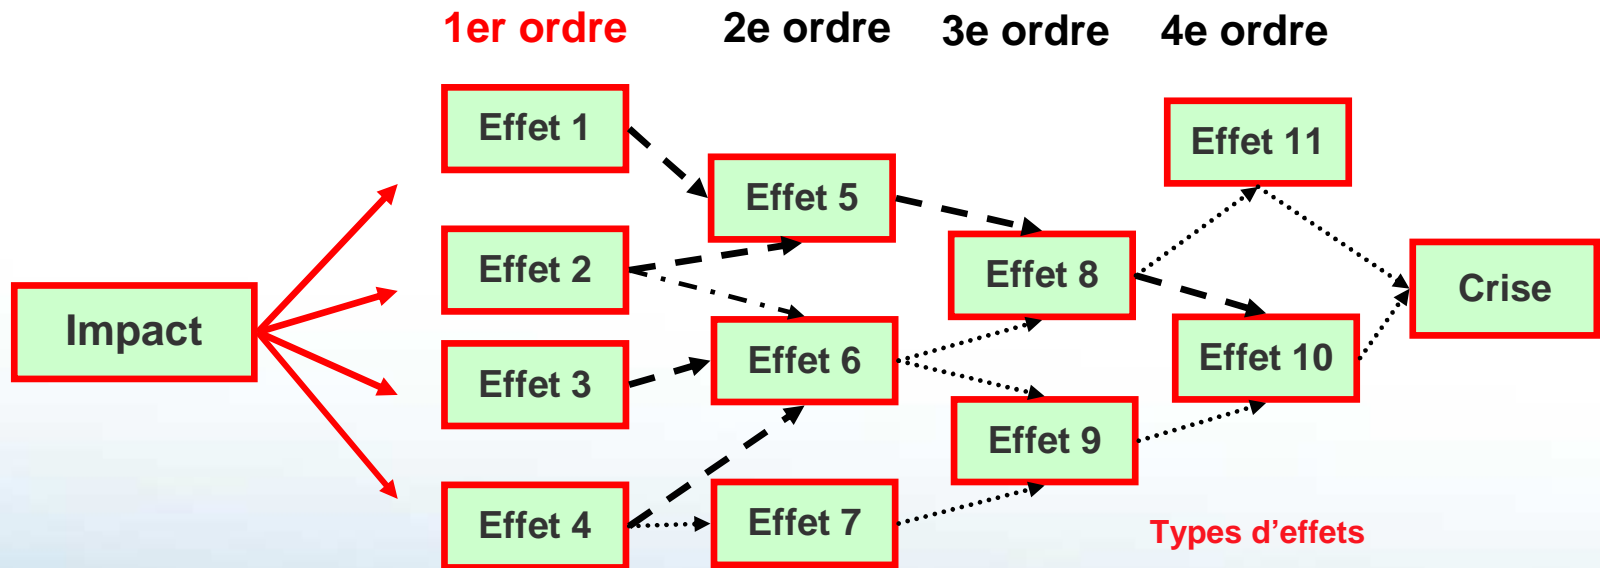 1er ordre
2e ordre
3e ordre
4e ordre
Effet 1
Effet 11
Effet 5
Effet 2
Effet 8
Crise
Impact
Effet 6
Effet 10
Effet 3
Effet 9
Effet 4
Effet 7
Types d’effets